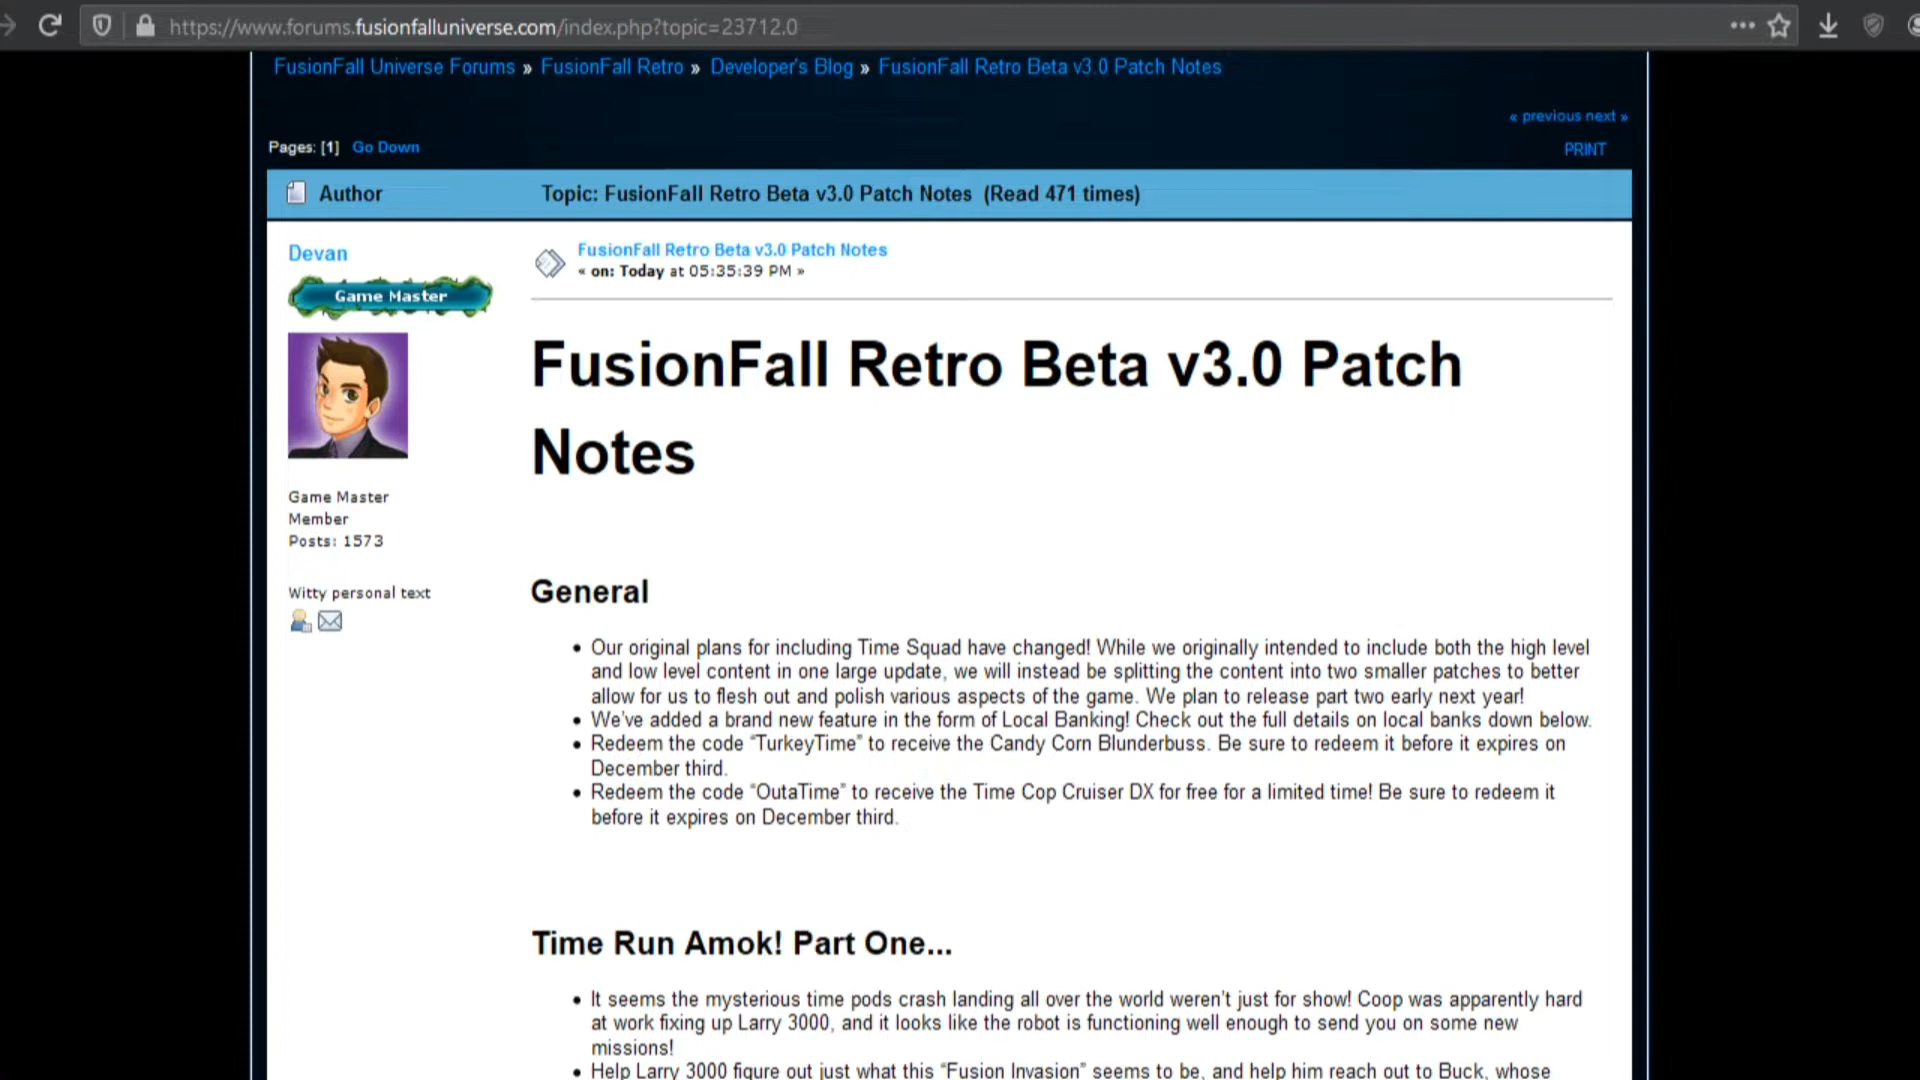 https://www.forums.fusionfalluniverse.com/index.php?topic=23712.0
FusionFall Universe Forums » FusionFall Retro » Developer's Blog » FusionFall Retro Beta v3.0 Patch Notes
« previous next »
Pages: [1] Go Down
PRINT
Author
Topic: FusionFall Retro Beta v3.0 Patch Notes (Read 471 times)
Devan
Game Master
Game Master
Member
Posts: 1573
Witty personal text
FusionFall Retro Beta v3.0 Patch Notes
« on: Today at 05:35:39 PM »
FusionFall Retro Beta v3.0 Patch
Notes
General
• Our original plans for including Time Squad have changed! While we originally intended to include both the high level
and low level content in one large update, we will instead be splitting the content into two smaller patches to better
allow for us to flesh out and polish various aspects of the game. We plan to release part two early next year!
• We've added a brand new feature in the form of Local Banking! Check out the full details on local banks down below.
• Redeem the code “TurkeyTime” to receive the Candy Corn Blunderbuss. Be sure to redeem it before it expires on
December third.
• Redeem the code “OutaTime” to receive the Time Cop Cruiser DX for free for a limited time! Be sure to redeem it
before it expires on December third.
Time Run Amok! Part One...
• It seems the mysterious time pods crash landing all over the world weren't just for show! Coop was apparently hard
at work fixing up Larry 3000, and it looks like the robot is functioning well enough to send you on some new
missions!
• Help Larry 3000 figure out just what this “Fusion Invasion” seems to be, and help him reach out to Buck, whose